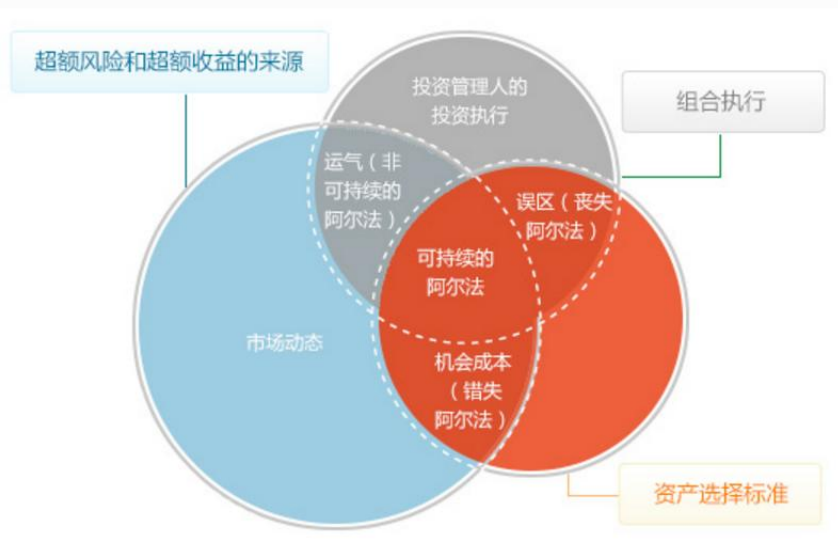 超额风险和超额收益的来源
投资管理人的
投资执行
组合执行
运气（非
可持续的
阿尔法）
误区（丧失
阿尔法）
可持续的
阿尔法
市场动态
机会成本
（错失
阿尔法）
资产选择标准